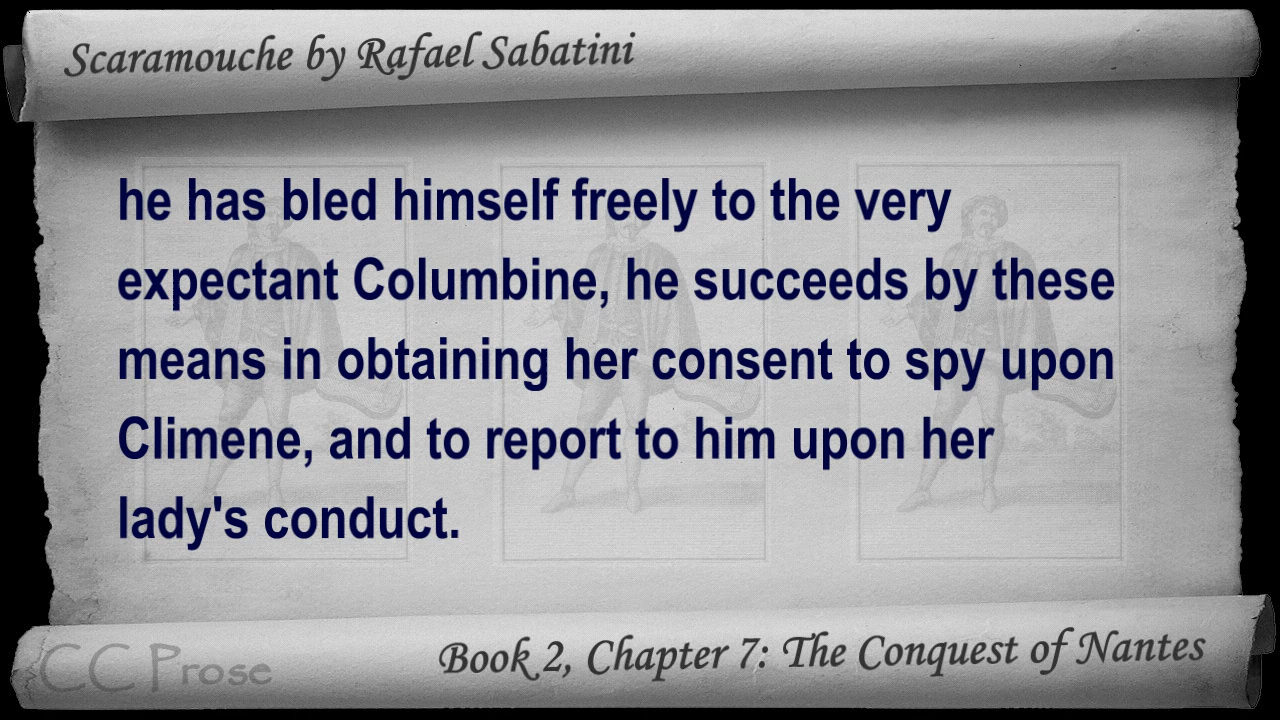 Scaramouche by Rafael Sabatini
he has bled himself freely to the very
expectant Columbine, he succeeds by these
means in obtaining her consent to spy upon
Climene, and to report to him upon her
lady's conduct.
CC Prose
Book 2, Chapter 7: The Conquest of Nantes